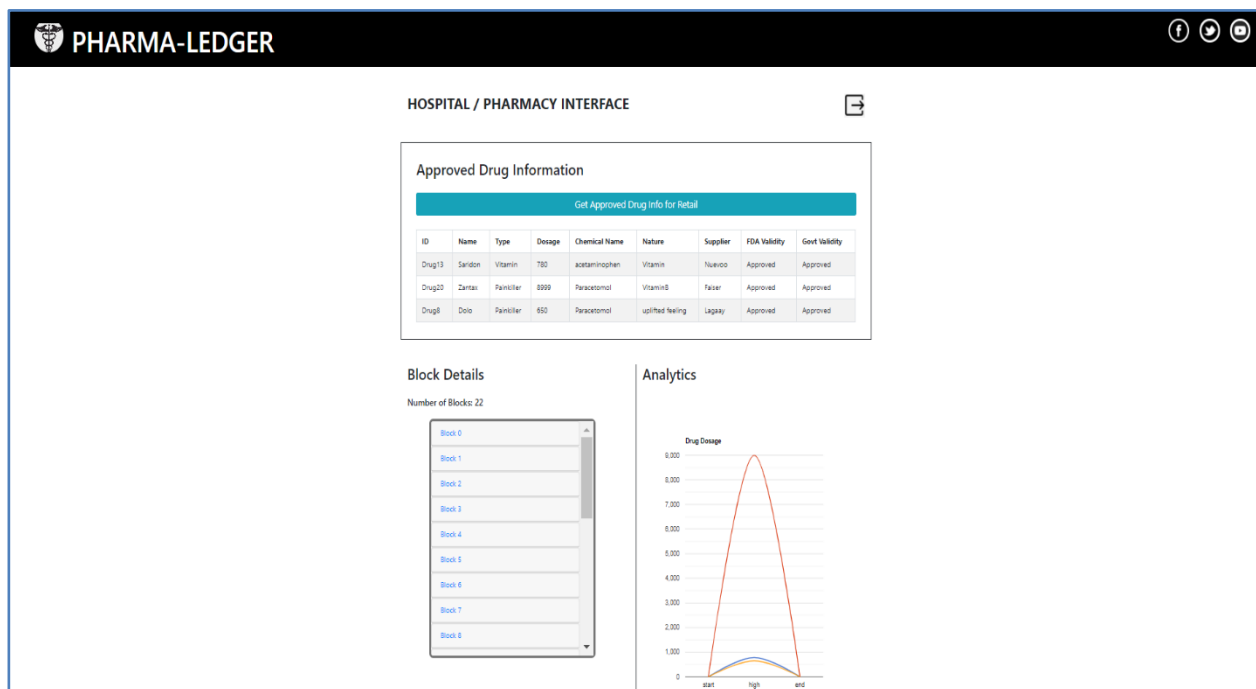 PHARMA-LEDGER
HOSPITAL / PHARMACY INTERFACE
Approved Drug Information
Get Approved Drug Info for Retail
ID Name Type Dosage Chemical Name Nature Supplier FDA Validity Govt Validity
Drug13 Saridon Vitamin 780 acetaminophen Vitamin Nuevoo Approved Approved
Drug20 Zantas Painkiller 8999 Paracetomol VitaminB Faiser Approved Approved
Drug8 Dolo Painkiller 650 Paracetomol uplifted feeling Lagaay Approved Approved
Block Details
Number of Blocks: 22
Block 0
Block 1
Block 2
Block 3
Block 4
Block 5
Block 6
Block 7
Block 8
Analytics
Drug Dosage
9,000
8,000
7,000
6,000
5,000
4,000
3,000
2,000
1,000
0
start high end